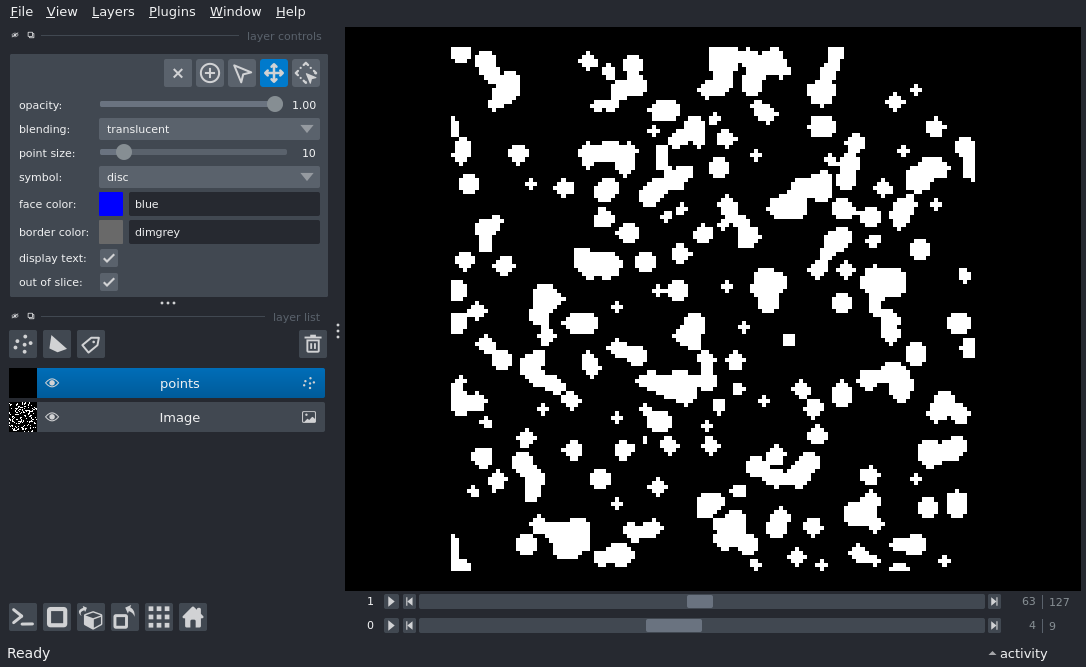 File View Layers Plugins Window Help
layer controls
opacity: 1.00
blending: translucent
point size: 10
symbol: disc
face color: blue
border color: dimgrey
display text:
out of slice:
layer list
points
Image
1 63 127
0 4 9
Ready activity